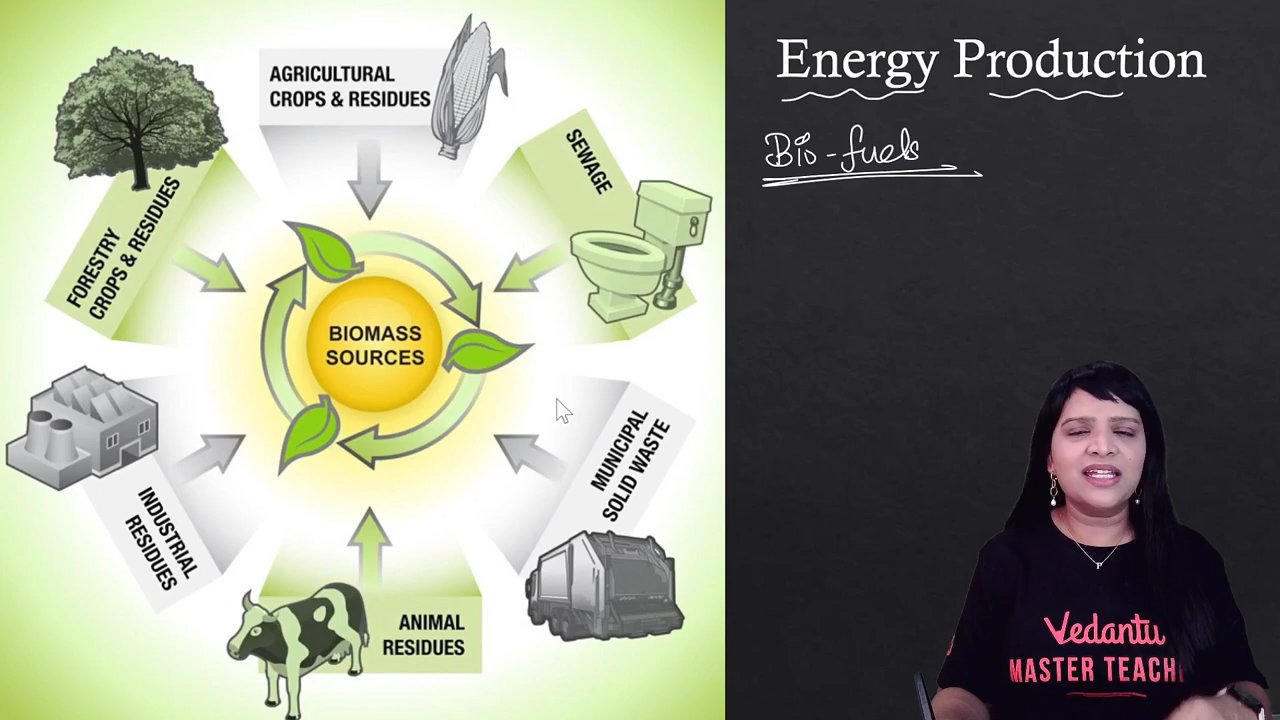 AGRICULTURAL
CROPS & RESIDUES
SEWAGE
FORESTRY
CROPS & RESIDUES
BIOMASS
SOURCES
MUNICIPAL
SOLID WASTE
INDUSTRIAL
RESIDUES
ANIMAL
RESIDUES
Energy Production
Bio-fuels
Vedantu
MASTER TEACH